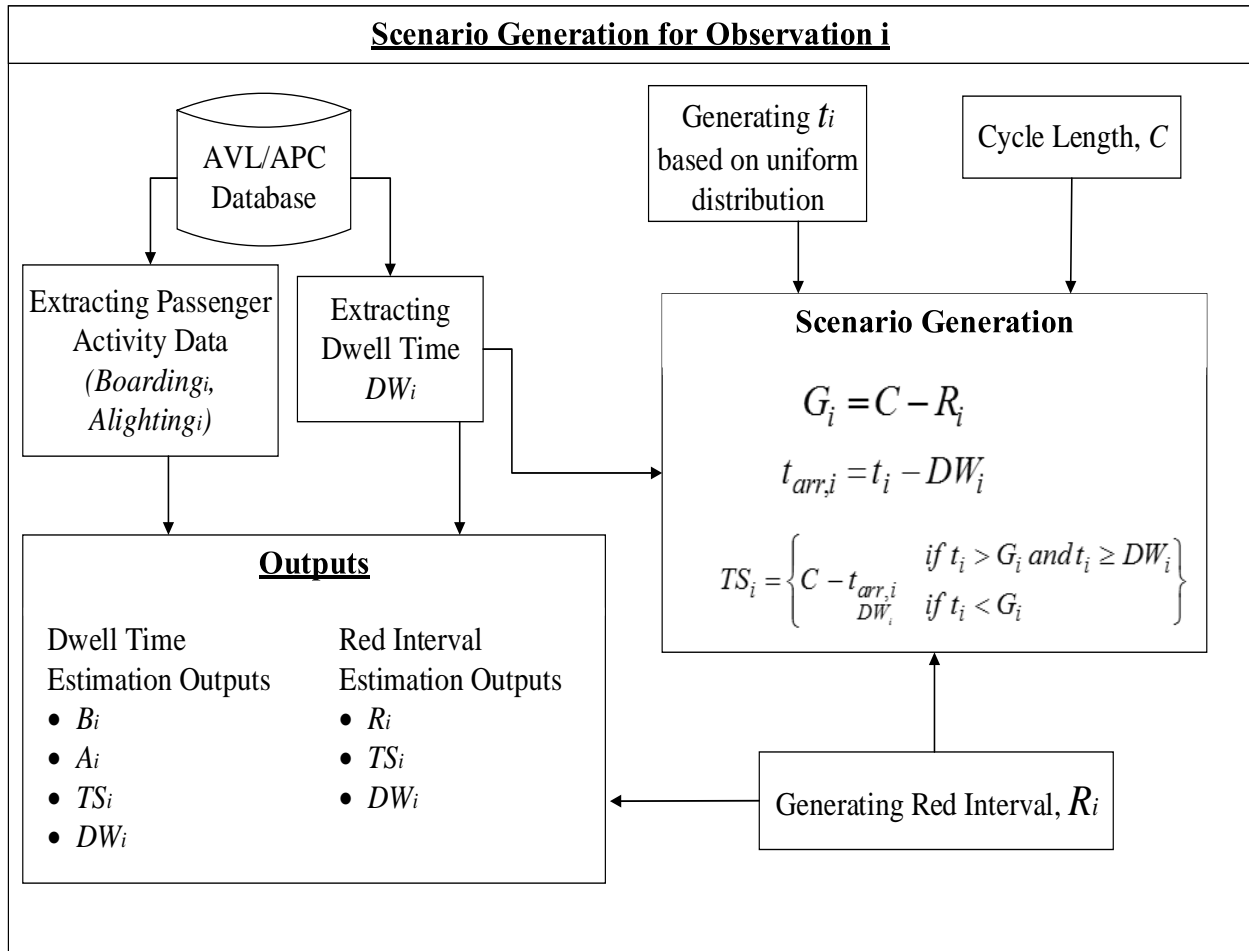 Scenario Generation for Observation i
AVL/APC
Database
Generating ti
based on uniform
distribution
Cycle Length, C
Extracting Passenger
Activity Data
(Boardingi,
Alightingi)
Extracting
Dwell Time
DWi
Scenario Generation
Gi = C − Ri
tarr,i = ti − DWi
TSi = { C − tarr,i if ti > Gi and ti ≥ DWi
DWi if ti < Gi }
Outputs
Dwell Time
Estimation Outputs
• Bi
• Ai
• TSi
• DWi
Red Interval
Estimation Outputs
• Ri
• TSi
• DWi
Generating Red Interval, Ri